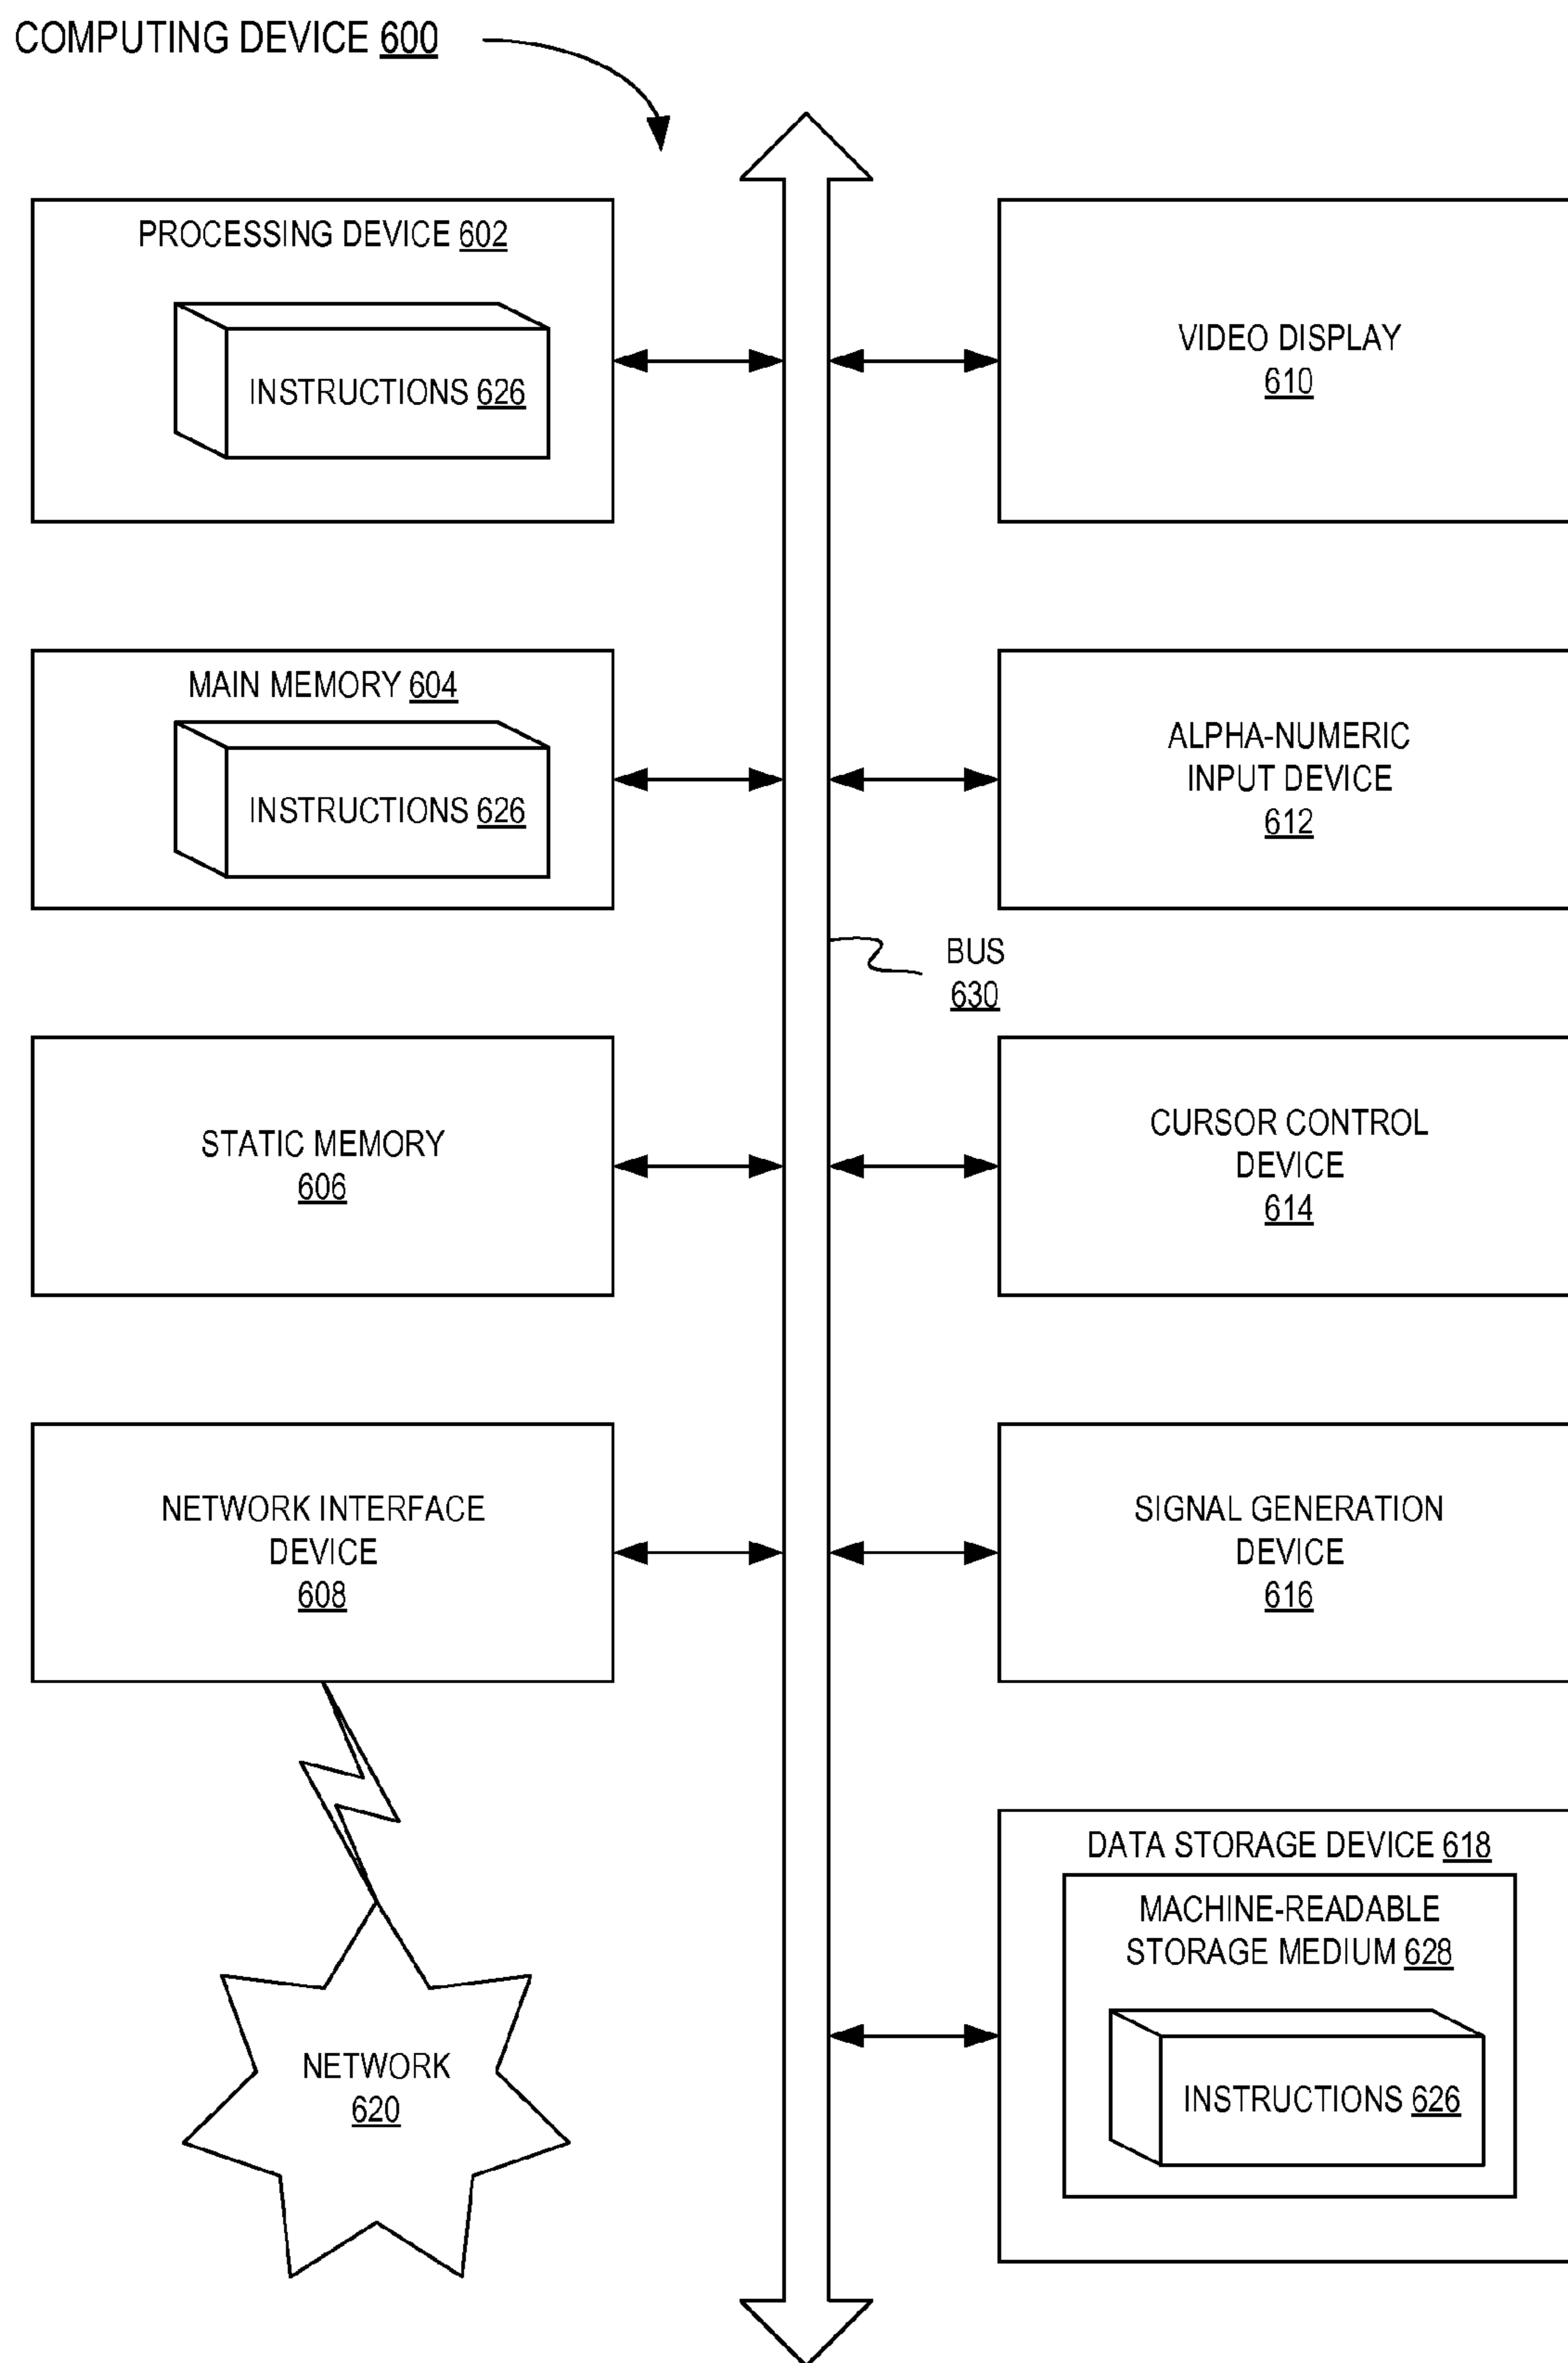 COMPUTING DEVICE 600
PROCESSING DEVICE 602
INSTRUCTIONS 626
VIDEO DISPLAY
610
MAIN MEMORY 604
INSTRUCTIONS 626
ALPHA-NUMERIC
INPUT DEVICE
612
BUS
630
STATIC MEMORY
606
CURSOR CONTROL
DEVICE
614
NETWORK INTERFACE
DEVICE
608
SIGNAL GENERATION
DEVICE
616
DATA STORAGE DEVICE 618
MACHINE-READABLE
STORAGE MEDIUM 628
INSTRUCTIONS 626
NETWORK
620